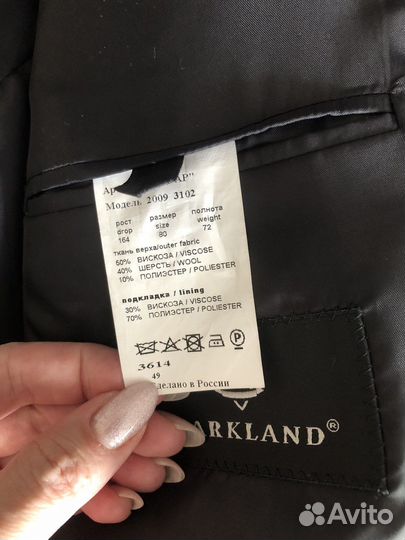 Модель 2009 3102
рост размер полнота
drop size weight
164 80 72
ткань верха/outer fabric
50% ВИСКОЗА / VISCOSE
40% ШЕРСТЬ / WOOL
10% ПОЛИЭСТЕР / POLIESTER
подкладка / lining
30% ВИСКОЗА / VISCOSE
70% ПОЛИЭСТЕР / POLIESTER
P
3614
49
делано в России
ARKLAND®
Avito